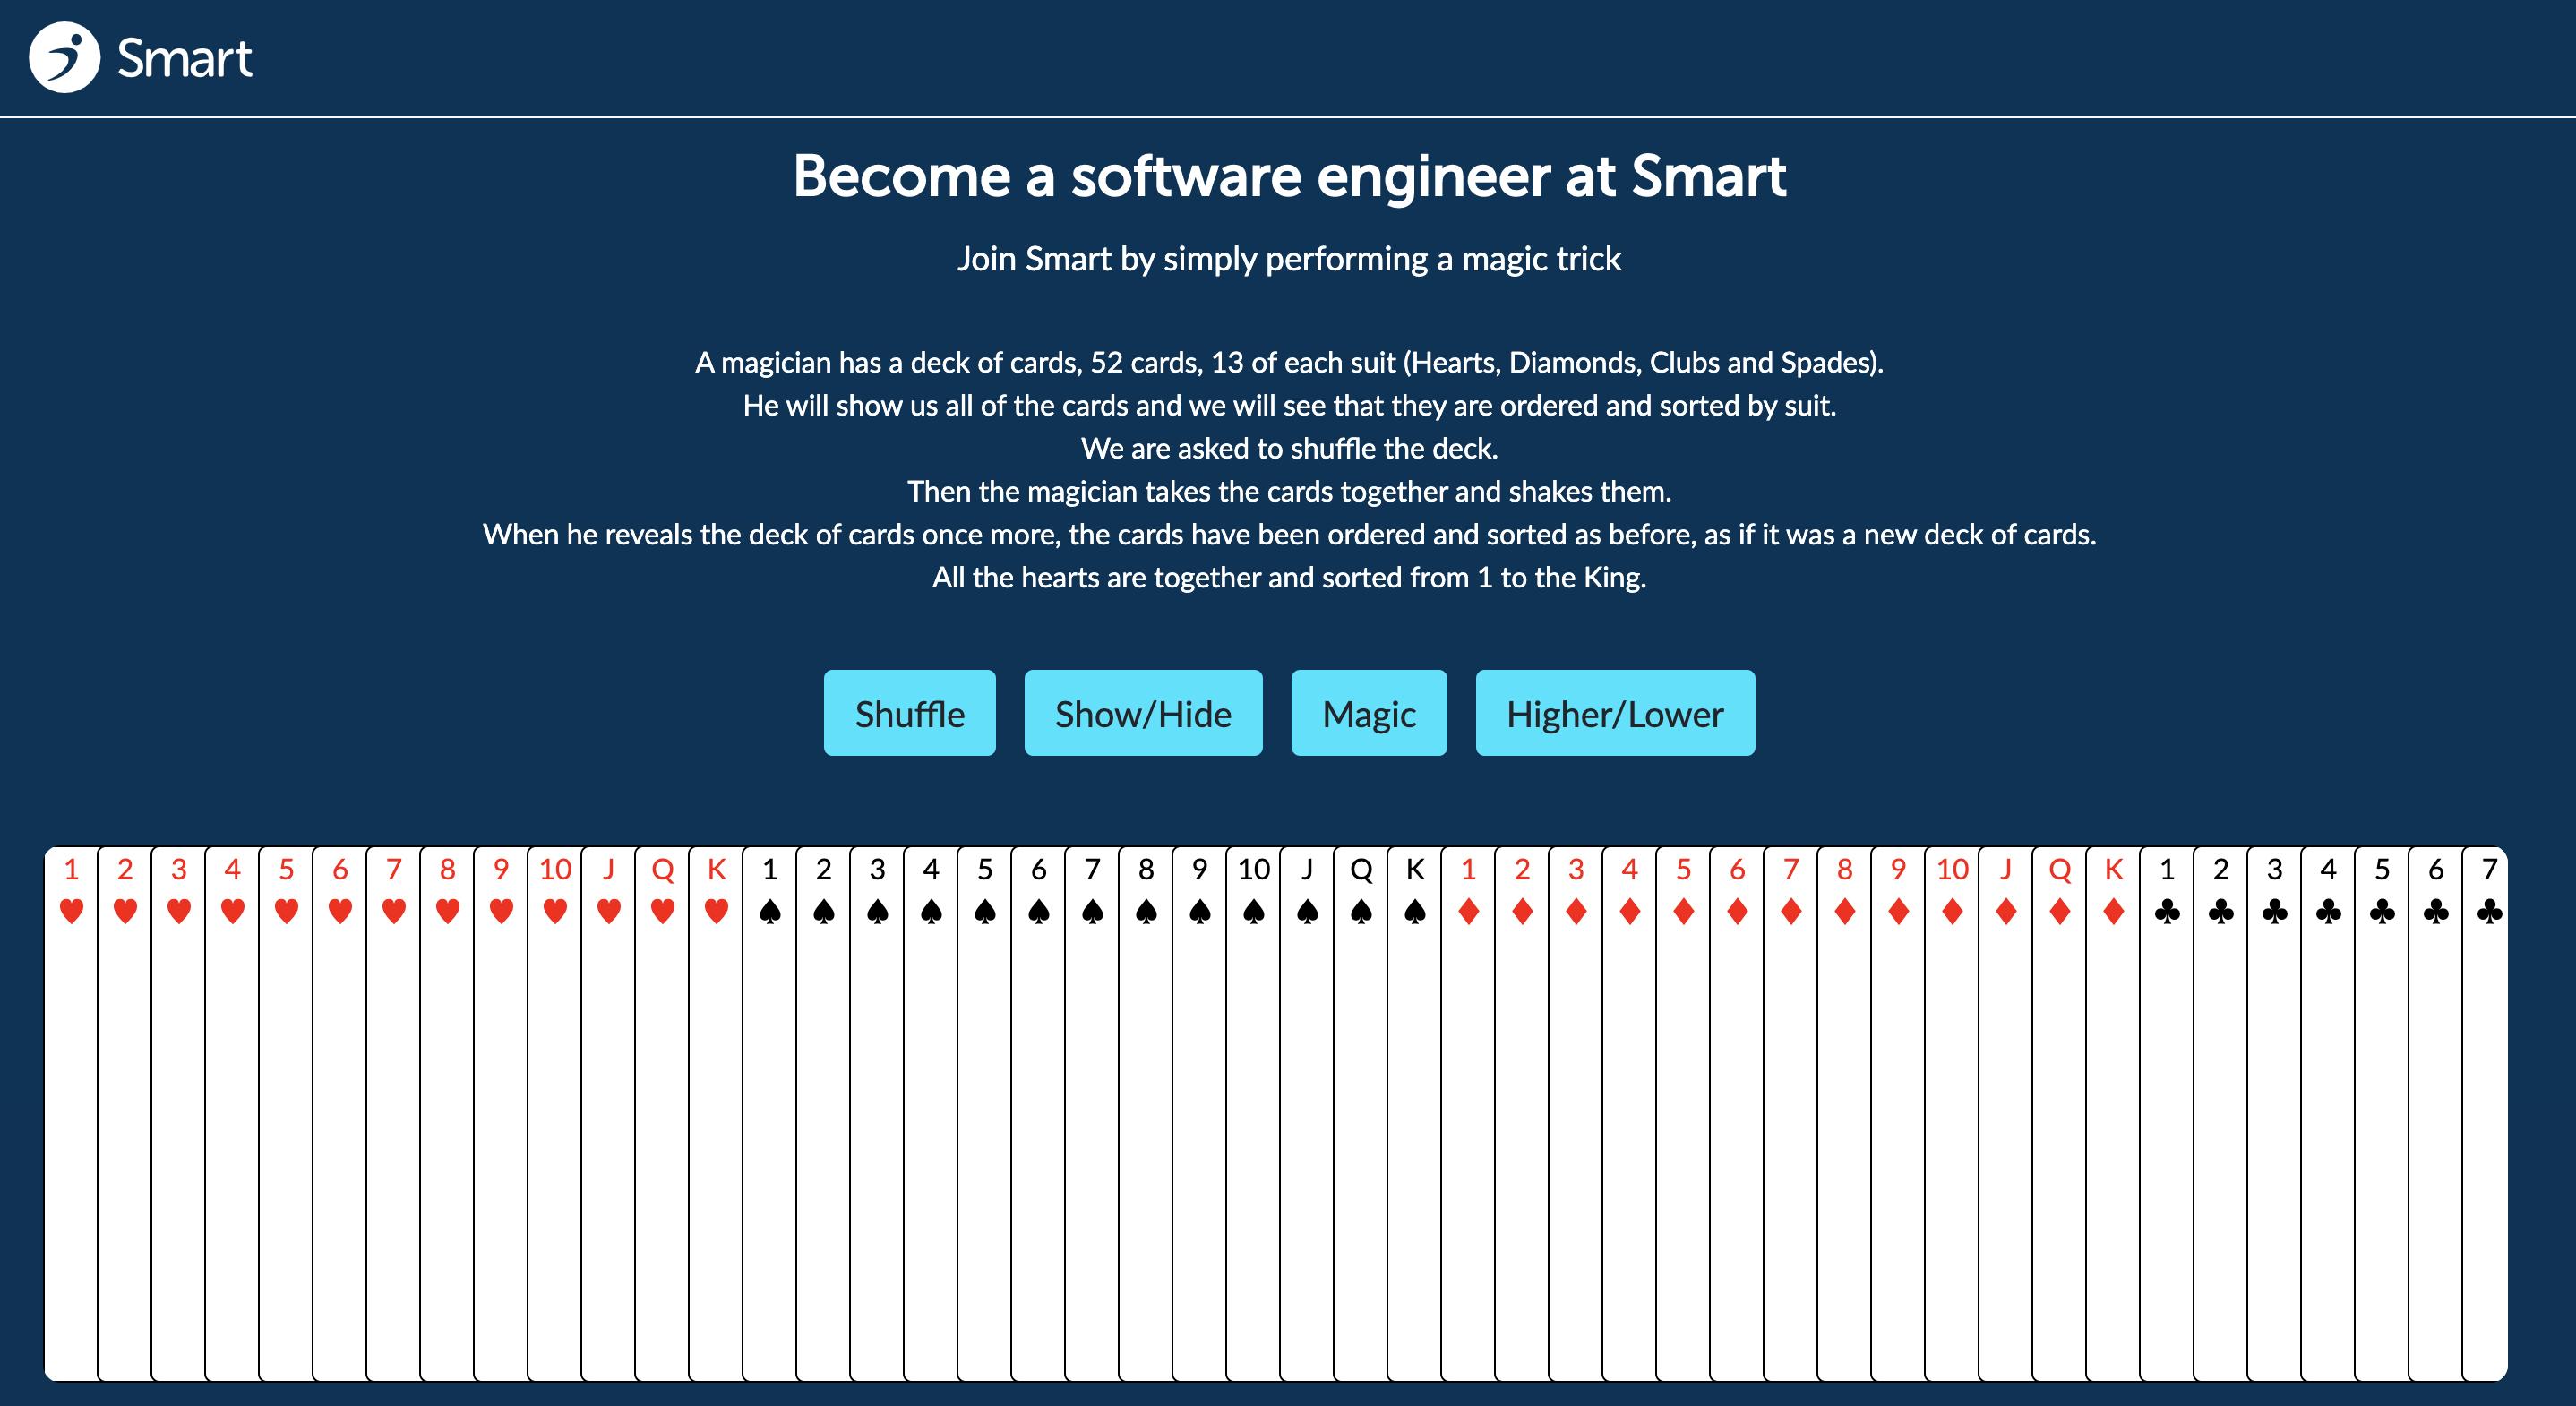 Smart
Become a software engineer at Smart
Join Smart by simply performing a magic trick
A magician has a deck of cards, 52 cards, 13 of each suit (Hearts, Diamonds, Clubs and Spades).
He will show us all of the cards and we will see that they are ordered and sorted by suit.
We are asked to shuffle the deck.
Then the magician takes the cards together and shakes them.
When he reveals the deck of cards once more, the cards have been ordered and sorted as before, as if it was a new deck of cards.
All the hearts are together and sorted from 1 to the King.
Shuffle Show/Hide Magic Higher/Lower
1 2 3 4 5 6 7 8 9 10 J Q K 1 2 3 4 5 6 7 8 9 10 J Q K 1 2 3 4 5 6 7 8 9 10 J Q K 1 2 3 4 5 6 7
♥ ♥ ♥ ♥ ♥ ♥ ♥ ♥ ♥ ♥ ♥ ♥ ♥ ♠ ♠ ♠ ♠ ♠ ♠ ♠ ♠ ♠ ♠ ♠ ♠ ♠ ♦ ♦ ♦ ♦ ♦ ♦ ♦ ♦ ♦ ♦ ♦ ♦ ♦ ♣ ♣ ♣ ♣ ♣ ♣ ♣